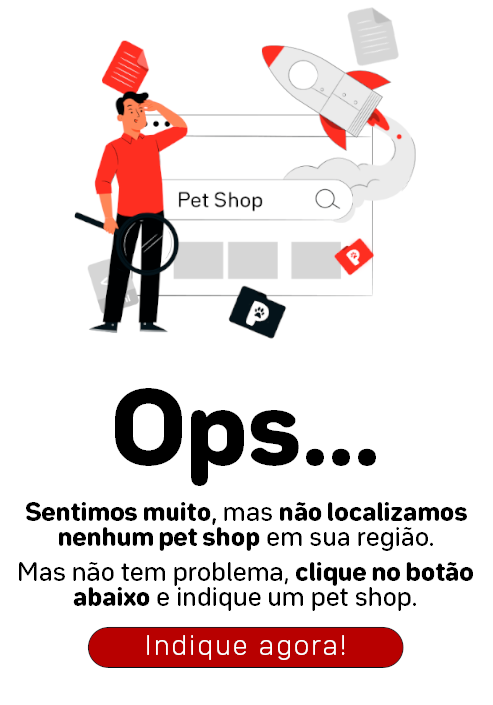 Pet Shop
Ops...
Sentimos muito, mas não localizamos
nenhum pet shop em sua região.
Mas não tem problema, clique no botão
abaixo e indique um pet shop.
Indique agora!